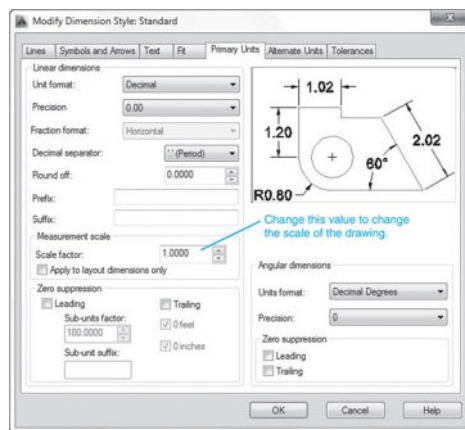 Modify Dimension Style: Standard
Lines
Symbols and Arrows
Text
Fit
Primary Units
Alternate Units
Tolerances
Linear dimensions
Unit format:
Decimal
Precision
0.00
Fraction format:
Horizontal
Decimal separator:
'.' (Period)
Round off:
0.0000
Prefix:
Suffix:
Measurement scale
Scale factor:
1.0000
Apply to layout dimensions only
Zero suppression
Leading
Trailing
Sub-units factor:
100.0000
0 feet
Sub-unit suffix:
0 inches
1.02
1.20
2.02
60°
R0.80
Change this value to change
the scale of the drawing.
Angular dimensions
Units format:
Decimal Degrees
Precision:
0
Zero suppression
Leading
Trailing
OK
Cancel
Help